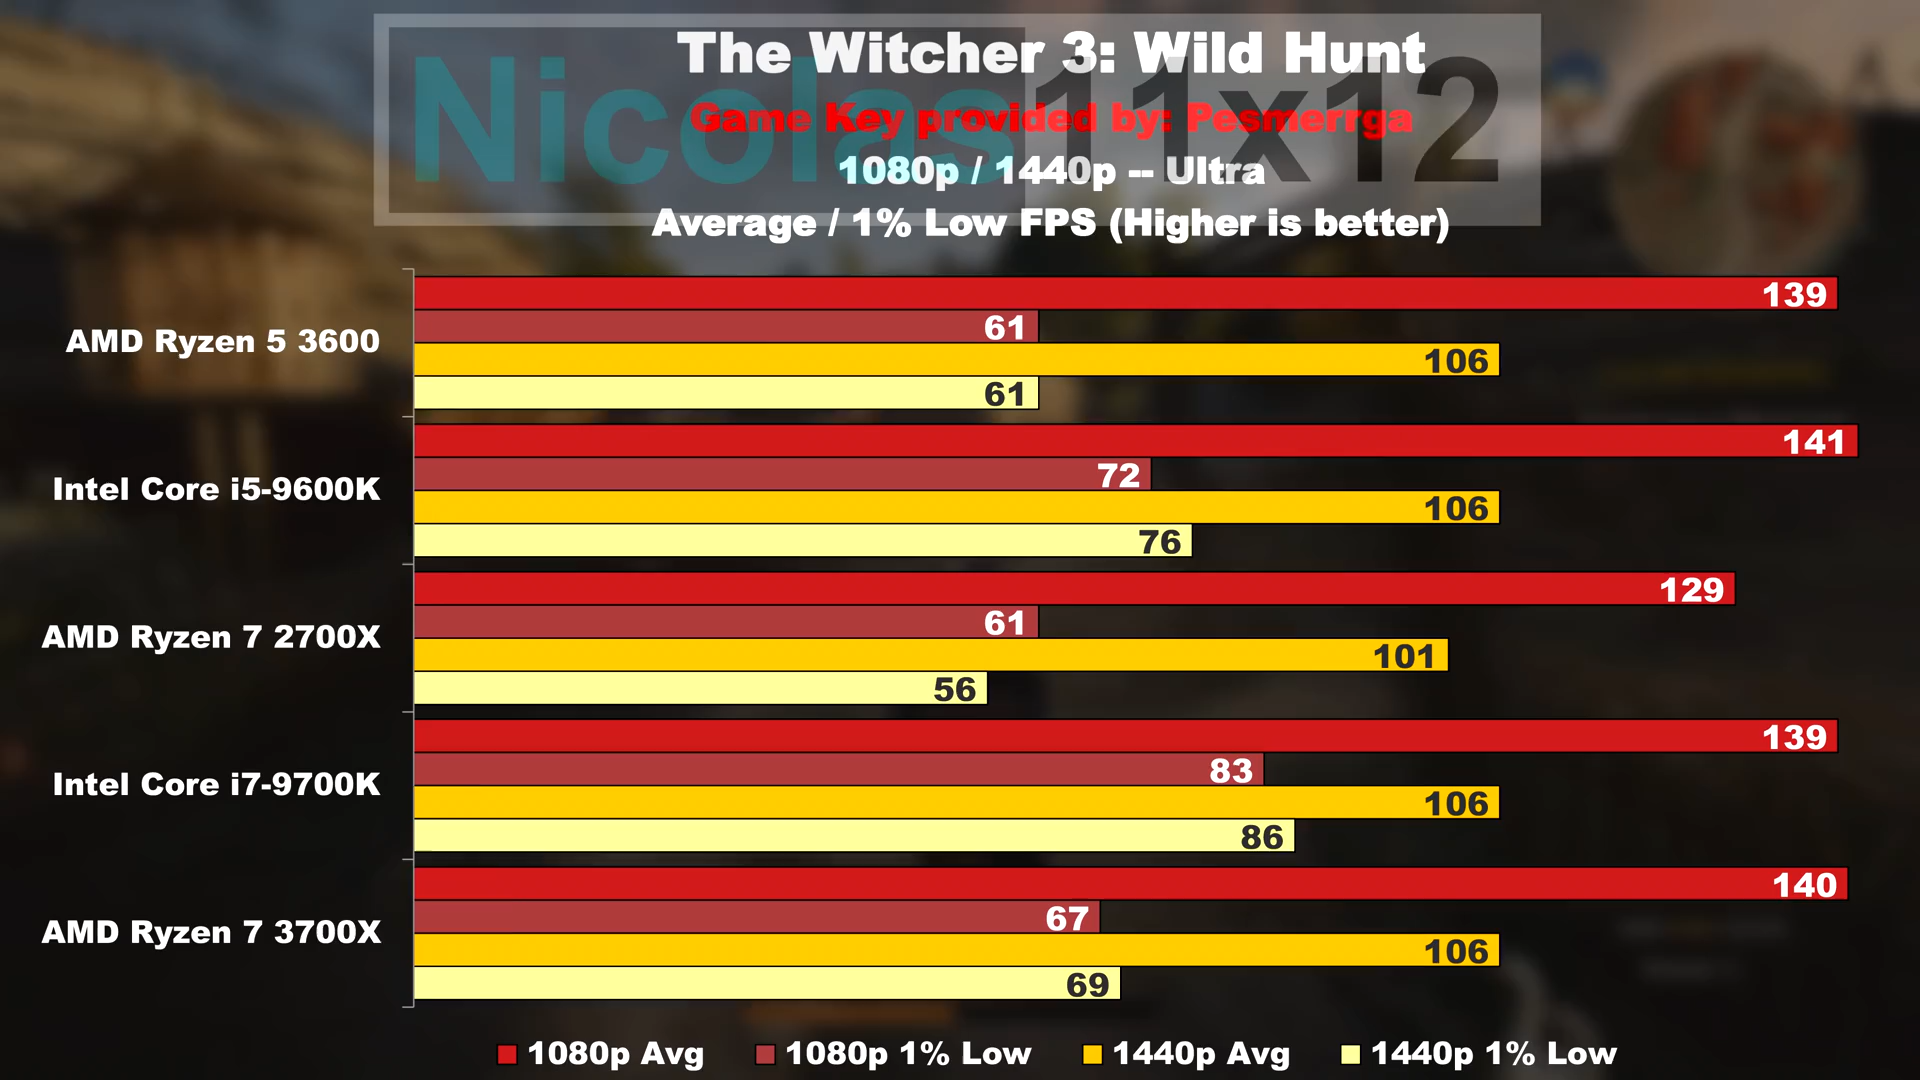 The Witcher 3: Wild Hunt
Nicolas11x12
Game Key provided by: Pesmerrga
1080p / 1440p -- Ultra
Average / 1% Low FPS (Higher is better)
AMD Ryzen 5 3600
139
61
106
61
Intel Core i5-9600K
141
72
106
76
AMD Ryzen 7 2700X
129
61
101
56
Intel Core i7-9700K
139
83
106
86
AMD Ryzen 7 3700X
140
67
106
69
1080p Avg 1080p 1% Low 1440p Avg 1440p 1% Low